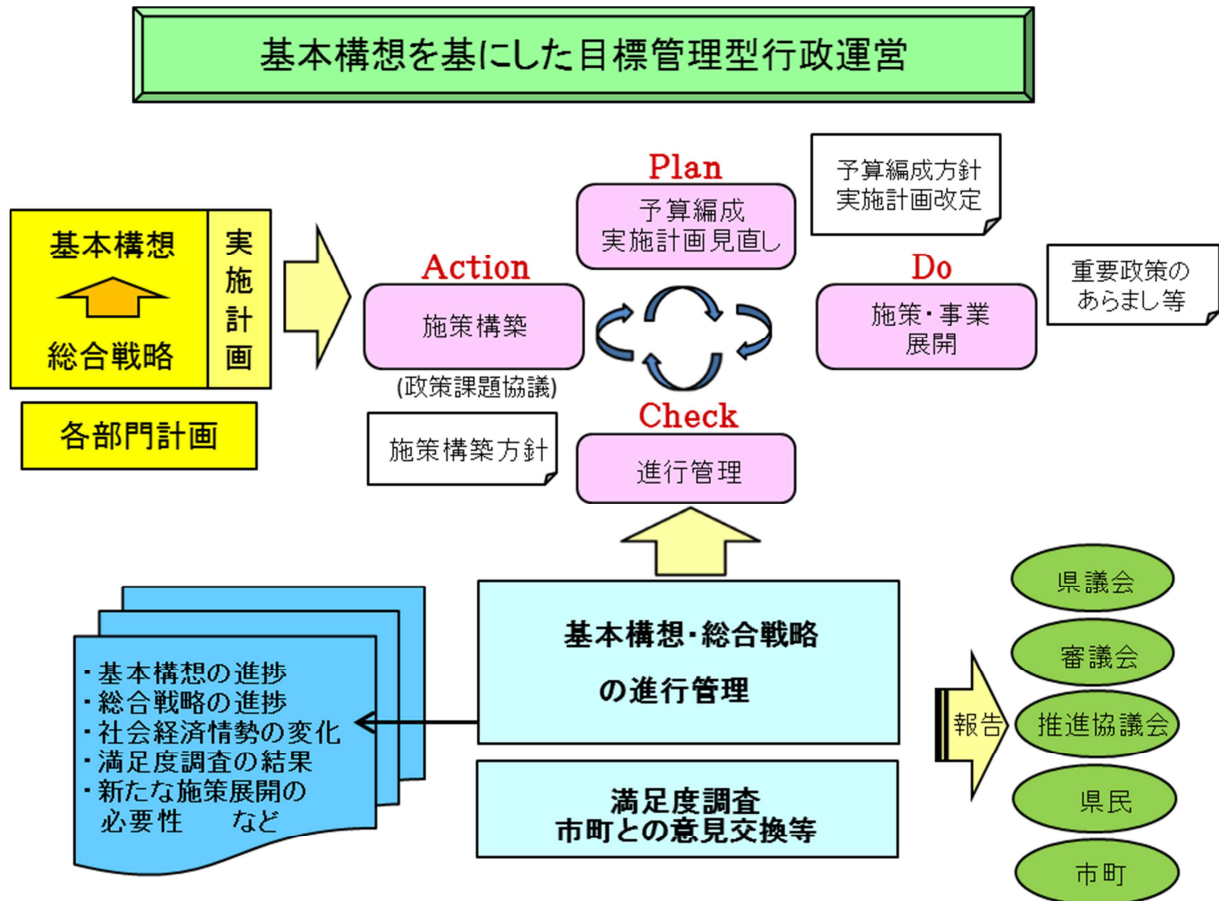 基本構想を基にした目標管理型行政運営
Plan
予算編成
実施計画見直し
予算編成方針
実施計画改定
基本構想
総合戦略
実施計画
各部門計画
Action
施策構築
(政策課題協議)
施策構築方針
Do
施策・事業
展開
重要政策の
あらまし等
Check
進行管理
基本構想・総合戦略
の進行管理
満足度調査
市町との意見交換等
・基本構想の進捗
・総合戦略の進捗
・社会経済情勢の変化
・満足度調査の結果
・新たな施策展開の
必要性 など
報告
県議会
審議会
推進協議会
県民
市町